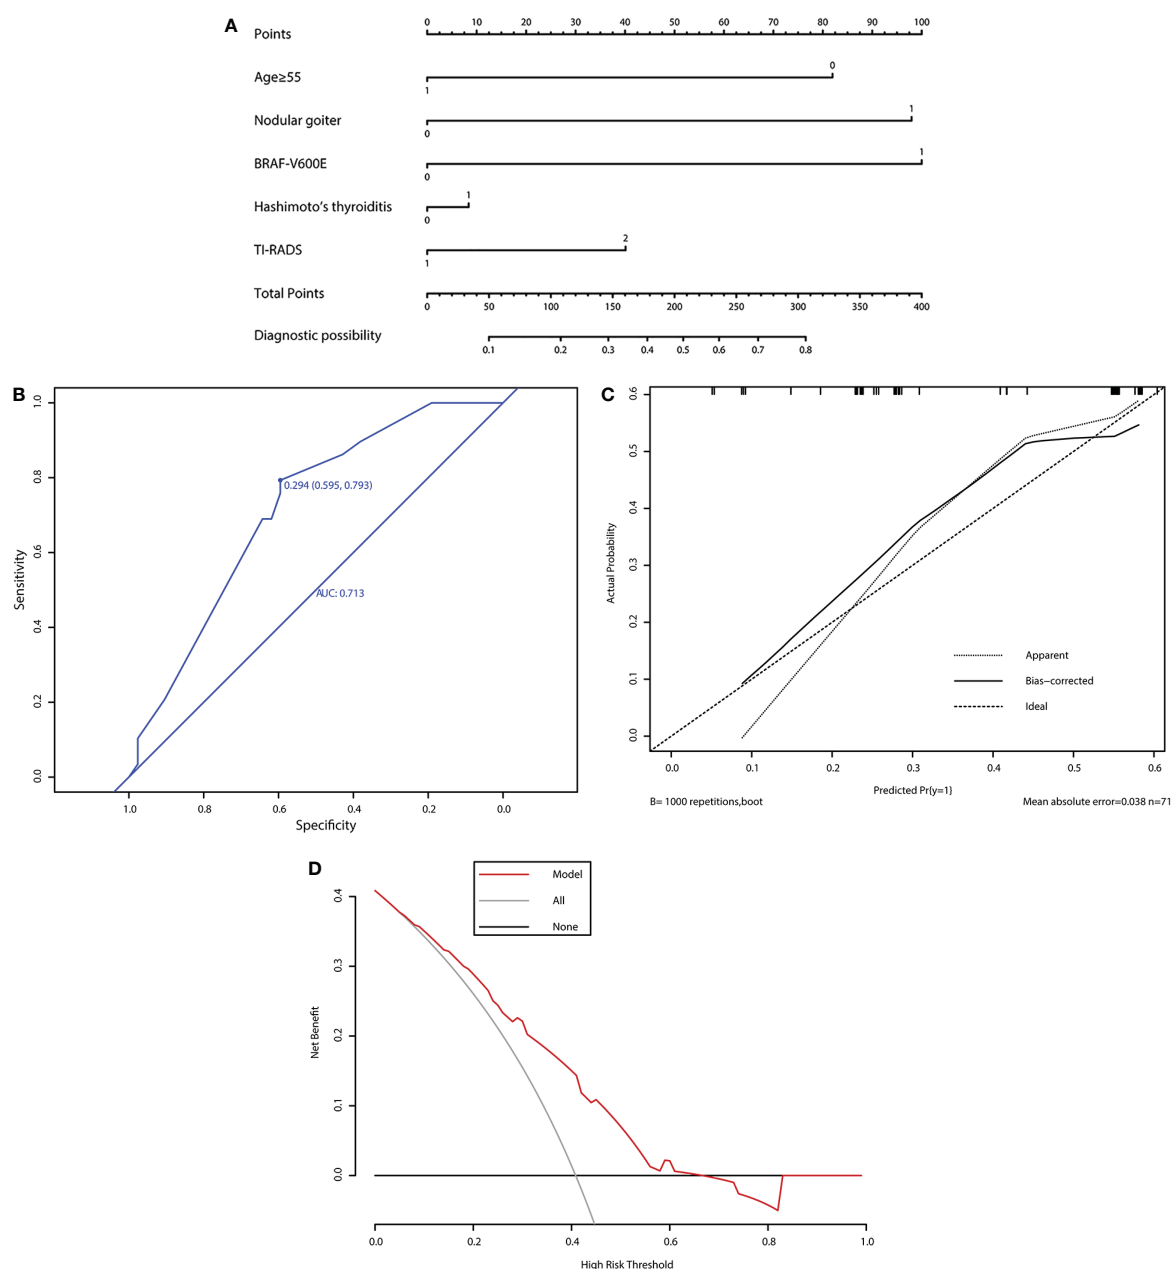 A
Points
0 10 20 30 40 50 60 70 80 90 100
Age≥55
0
1
Nodular goiter
1
0
BRAF-V600E
1
0
Hashimoto's thyroiditis
1
0
TI-RADS
2
1
Total Points
0 50 100 150 200 250 300 350 400
Diagnostic possibility
0.1 0.2 0.3 0.4 0.5 0.6 0.7 0.8
B
Sensitivity
1.0
0.8
0.6
0.4
0.2
0.0
0.294 (0.595, 0.793)
AUC: 0.713
1.0 0.8 0.6 0.4 0.2 0.0
Specificity
C
Actual Probability
0.6
0.5
0.4
0.3
0.2
0.1
0.0
Apparent
Bias−corrected
Ideal
0.0 0.1 0.2 0.3 0.4 0.5 0.6
Predicted Pr{y=1}
B= 1000 repetitions,boot
Mean absolute error=0.038 n=71
D
Model
All
None
Net Benefit
0.4
0.3
0.2
0.1
0.0
0.0 0.2 0.4 0.6 0.8 1.0
High Risk Threshold